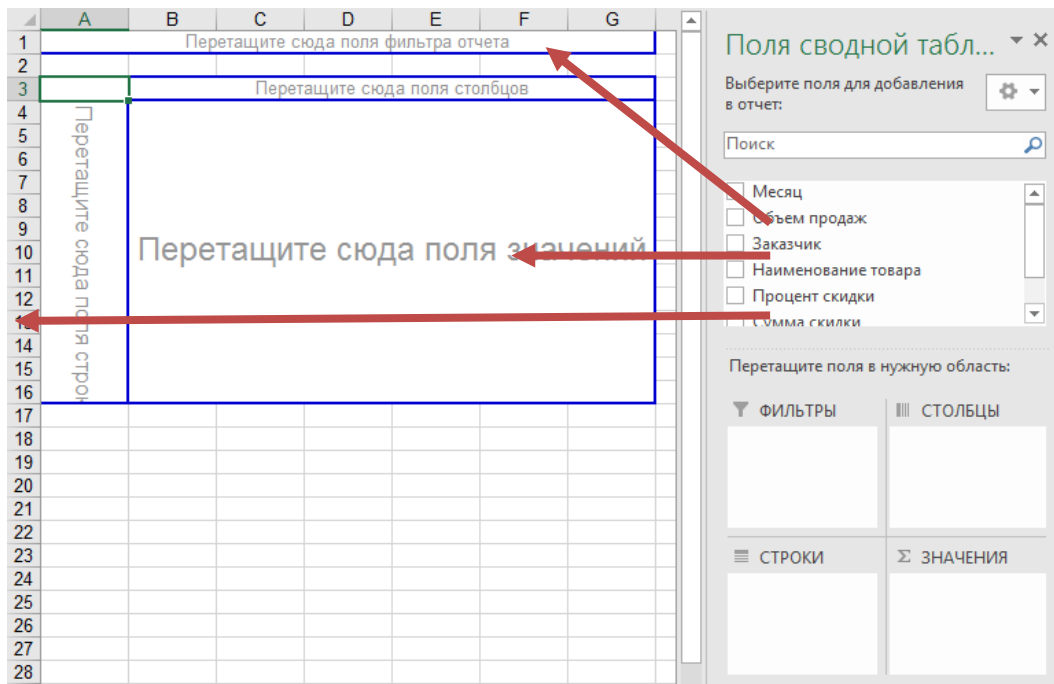 A B C D E F G
1 Перетащите сюда поля фильтра отчета
2
3 Перетащите сюда поля столбцов
4
5
6
7
8
9
10 Перетащите сюда поля значений
11
12
13
14
15
16
17
18
19
20
21
22
23
24
25
26
27
28
Перетащите сюда поля строк
Поля сводной табл...
Выберите поля для добавления
в отчет:
Поиск
Месяц
Объем продаж
Заказчик
Наименование товара
Процент скидки
Сумма скидки
Перетащите поля в нужную область:
ФИЛЬТРЫ
СТОЛБЦЫ
СТРОКИ
Σ ЗНАЧЕНИЯ